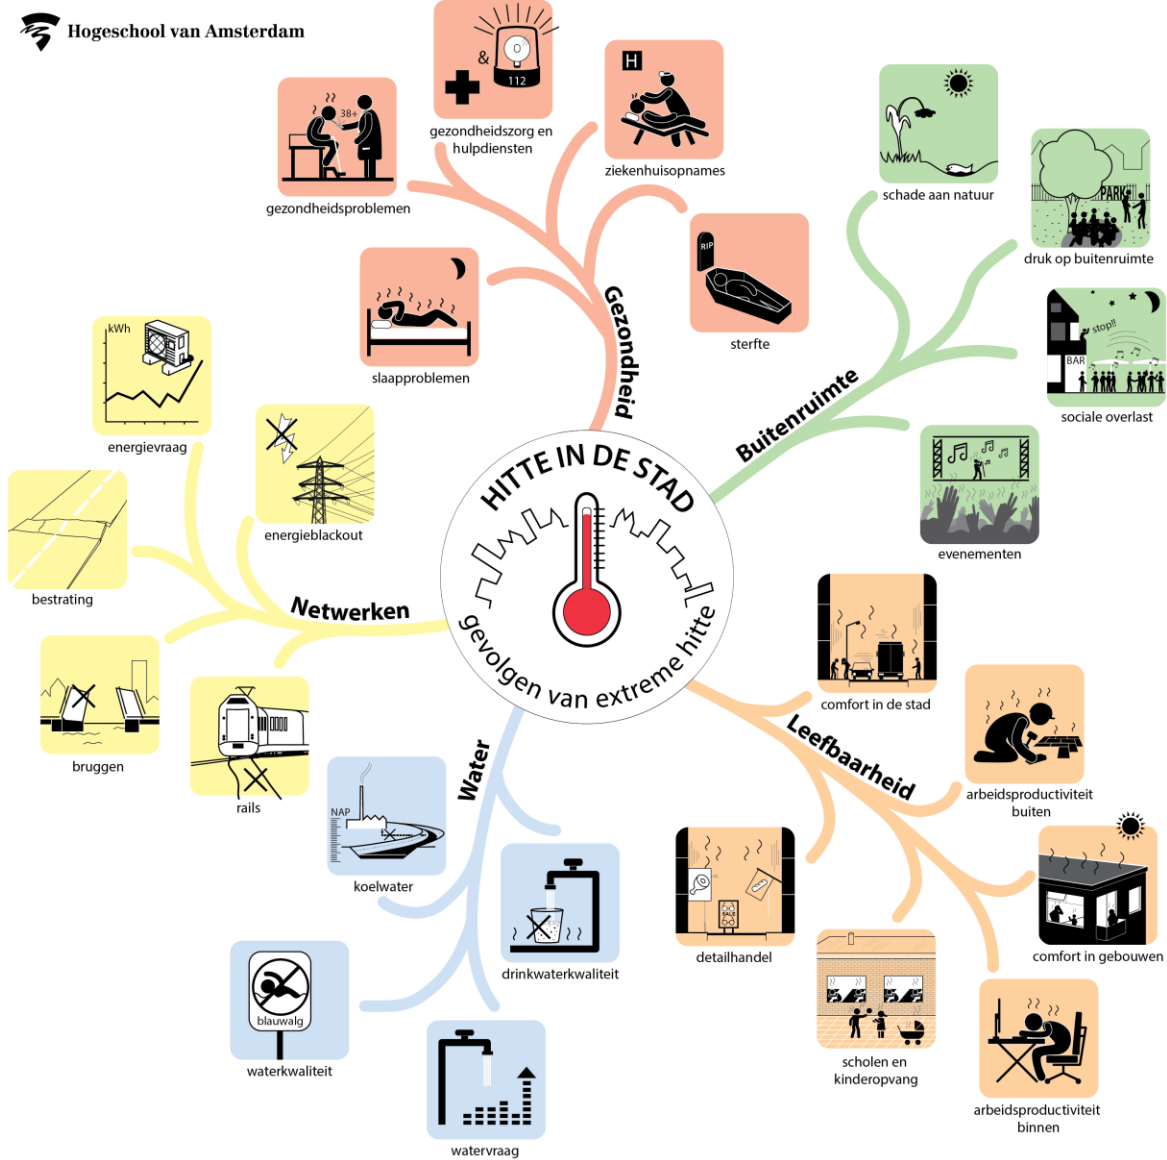 Hogeschool van Amsterdam
38+
gezondheidsproblemen
&
112
gezondheidszorg en
hulpdiensten
H
ziekenhuisopnames
slaapproblemen
RIP
sterfte
Gezondheid
schade aan natuur
PARK
druk op buitenruimte
stop!!
BAR
sociale overlast
evenementen
Buitenruimte
kWh
energievraag
energieblackout
bestrating
bruggen
rails
Netwerken
HITTE IN DE STAD
gevolgen van extreme hitte
comfort in de stad
arbeidsproductiviteit
buiten
Leefbaarheid
SALE
detailhandel
comfort in gebouwen
scholen en
kinderopvang
arbeidsproductiviteit
binnen
Water
NAP
koelwater
drinkwaterkwaliteit
blauwalg
waterkwaliteit
watervraag